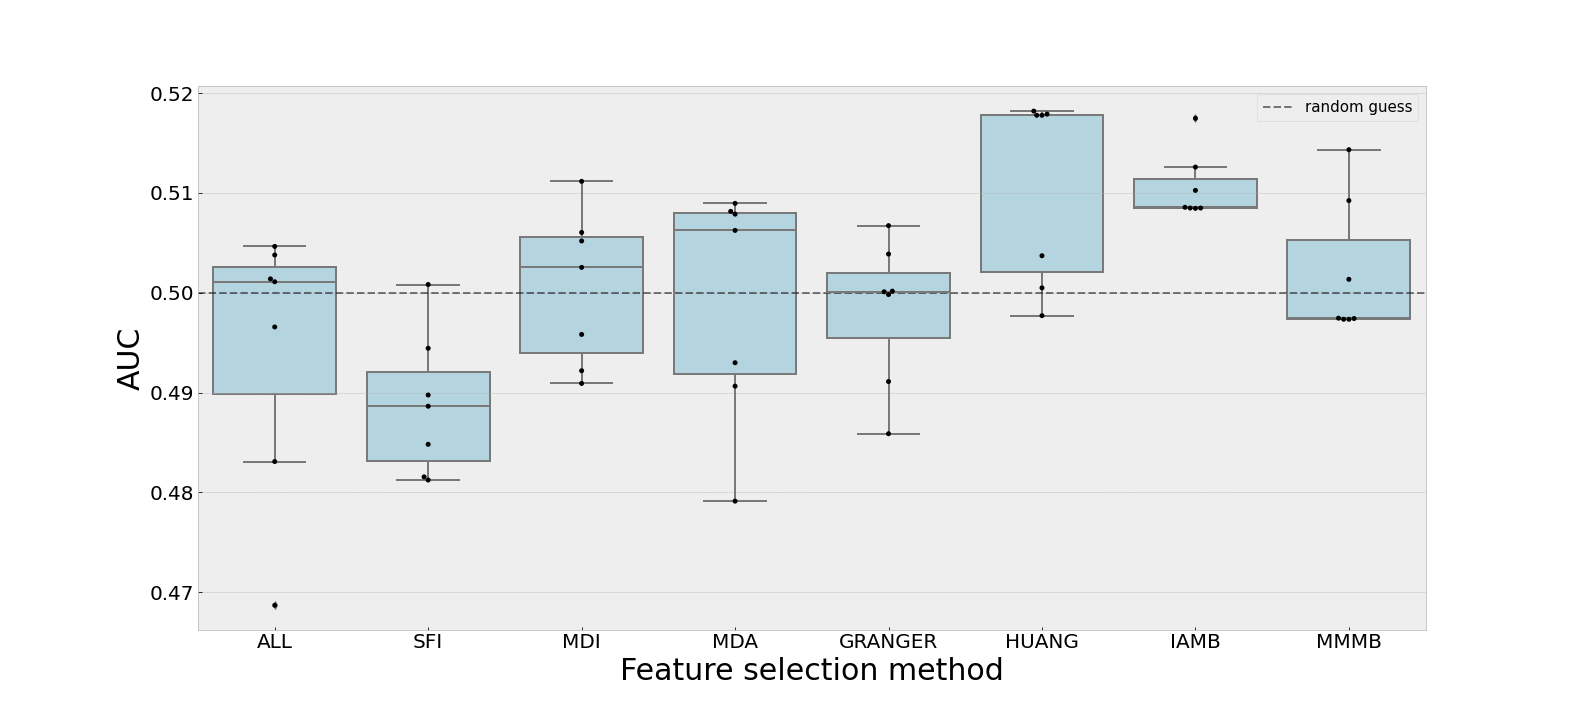 0.52
0.51
0.50
0.49
0.48
0.47
AUC
random guess
ALL SFI MDI MDA GRANGER HUANG IAMB MMMB
Feature selection method